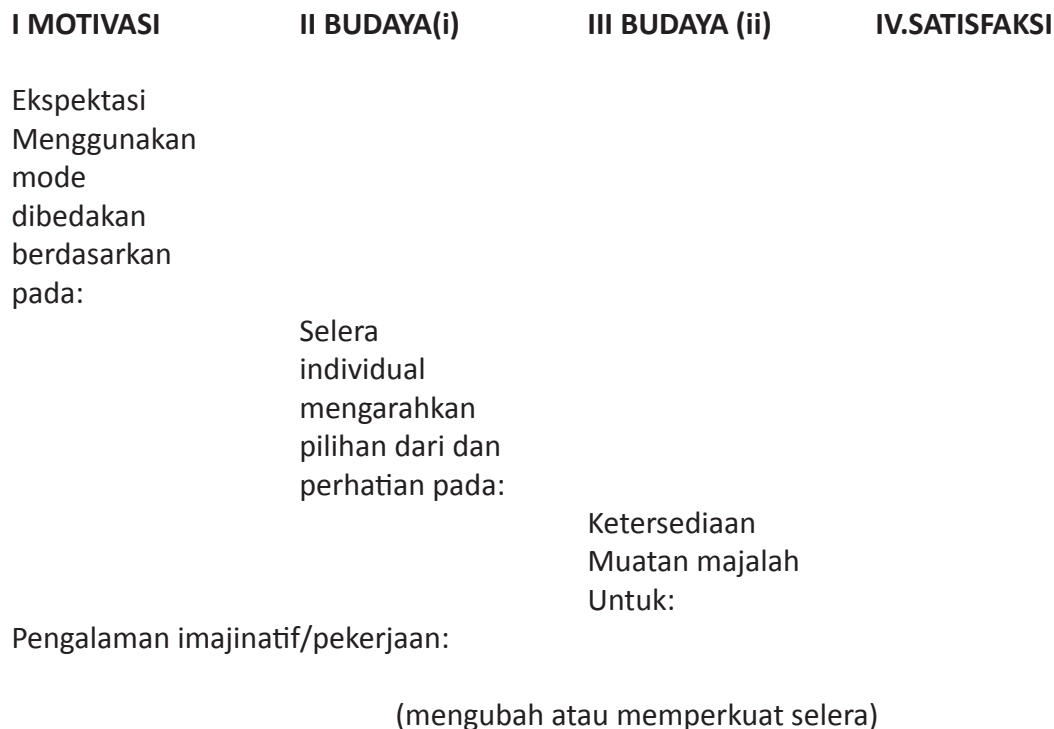 I MOTIVASI II BUDAYA(i) III BUDAYA (ii) IV.SATISFAKSI
Ekspektasi
Menggunakan
mode
dibedakan
berdasarkan
pada:
Selera
individual
mengarahkan
pilihan dari dan
perhatian pada:
Ketersediaan
Muatan majalah
Untuk:
Pengalaman imajinatif/pekerjaan:
(mengubah atau memperkuat selera)